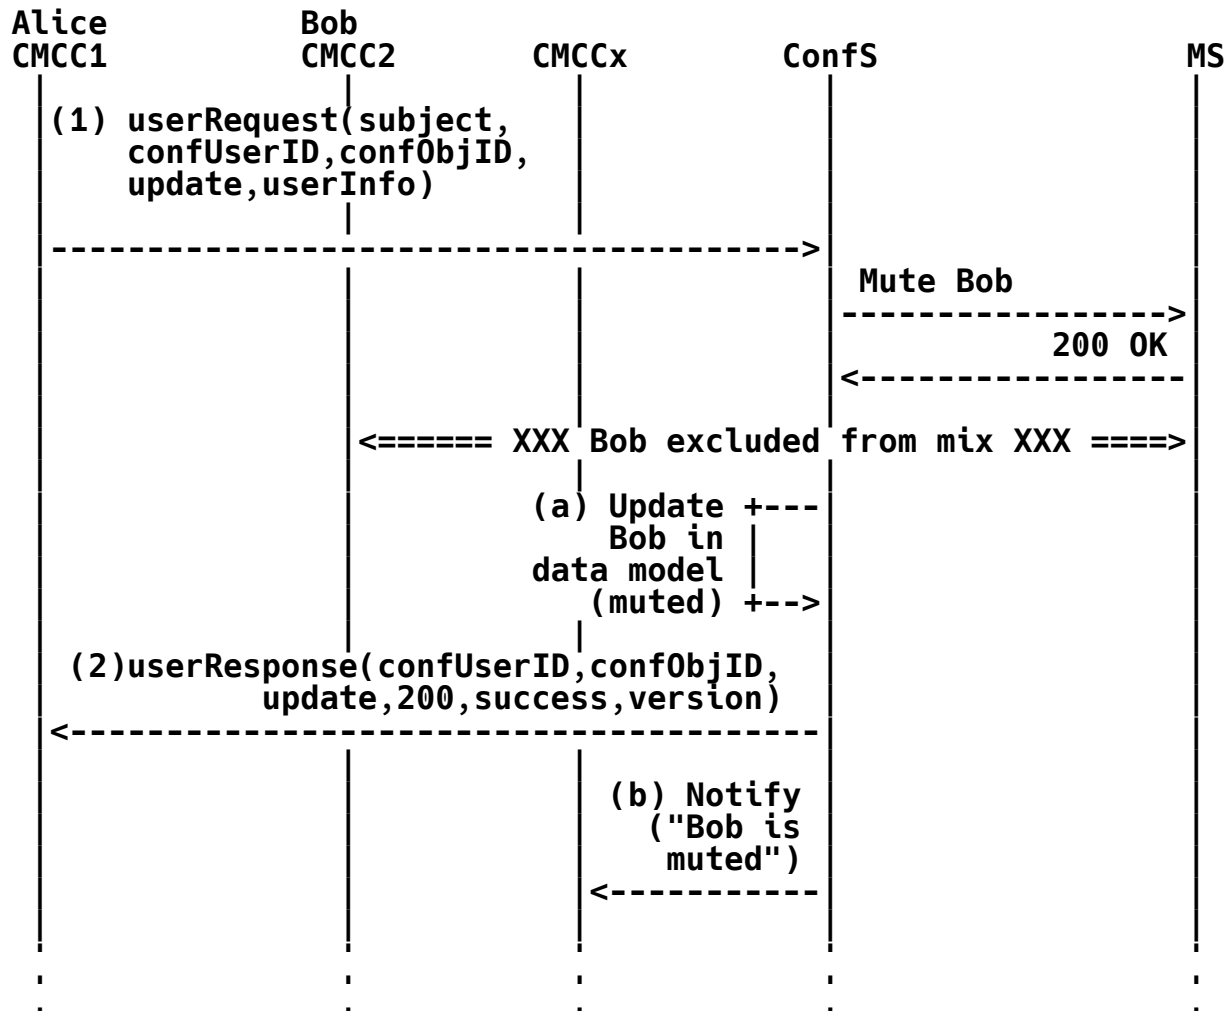 Alice Bob
CMCC1 CMCC2 CMCCx ConfS MS
(1) userRequest(subject,
confUserID,confObjID,
update,userInfo)
Mute Bob
200 OK
<====== XXX Bob excluded from mix XXX ====>
(a) Update
Bob in
data model
(muted)
(2)userResponse(confUserID,confObjID,
update,200,success,version)
(b) Notify
("Bob is
muted")